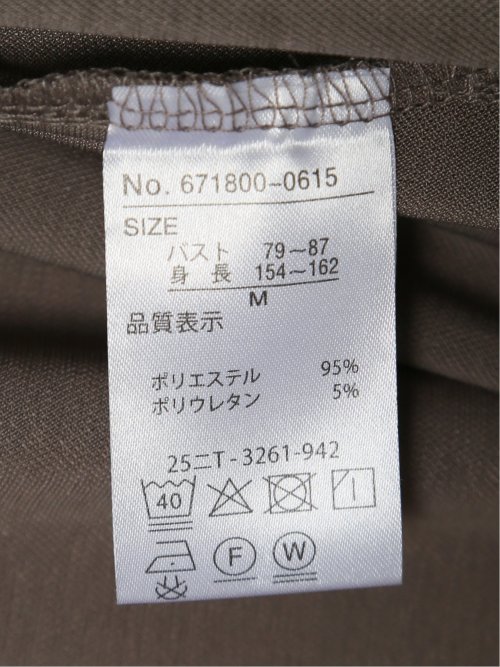 No. 671800-0615
SIZE
バスト 79～87
身長 154～162
M
品質表示
ポリエステル 95%
ポリウレタン 5%
25二T-3261-942
40
F W